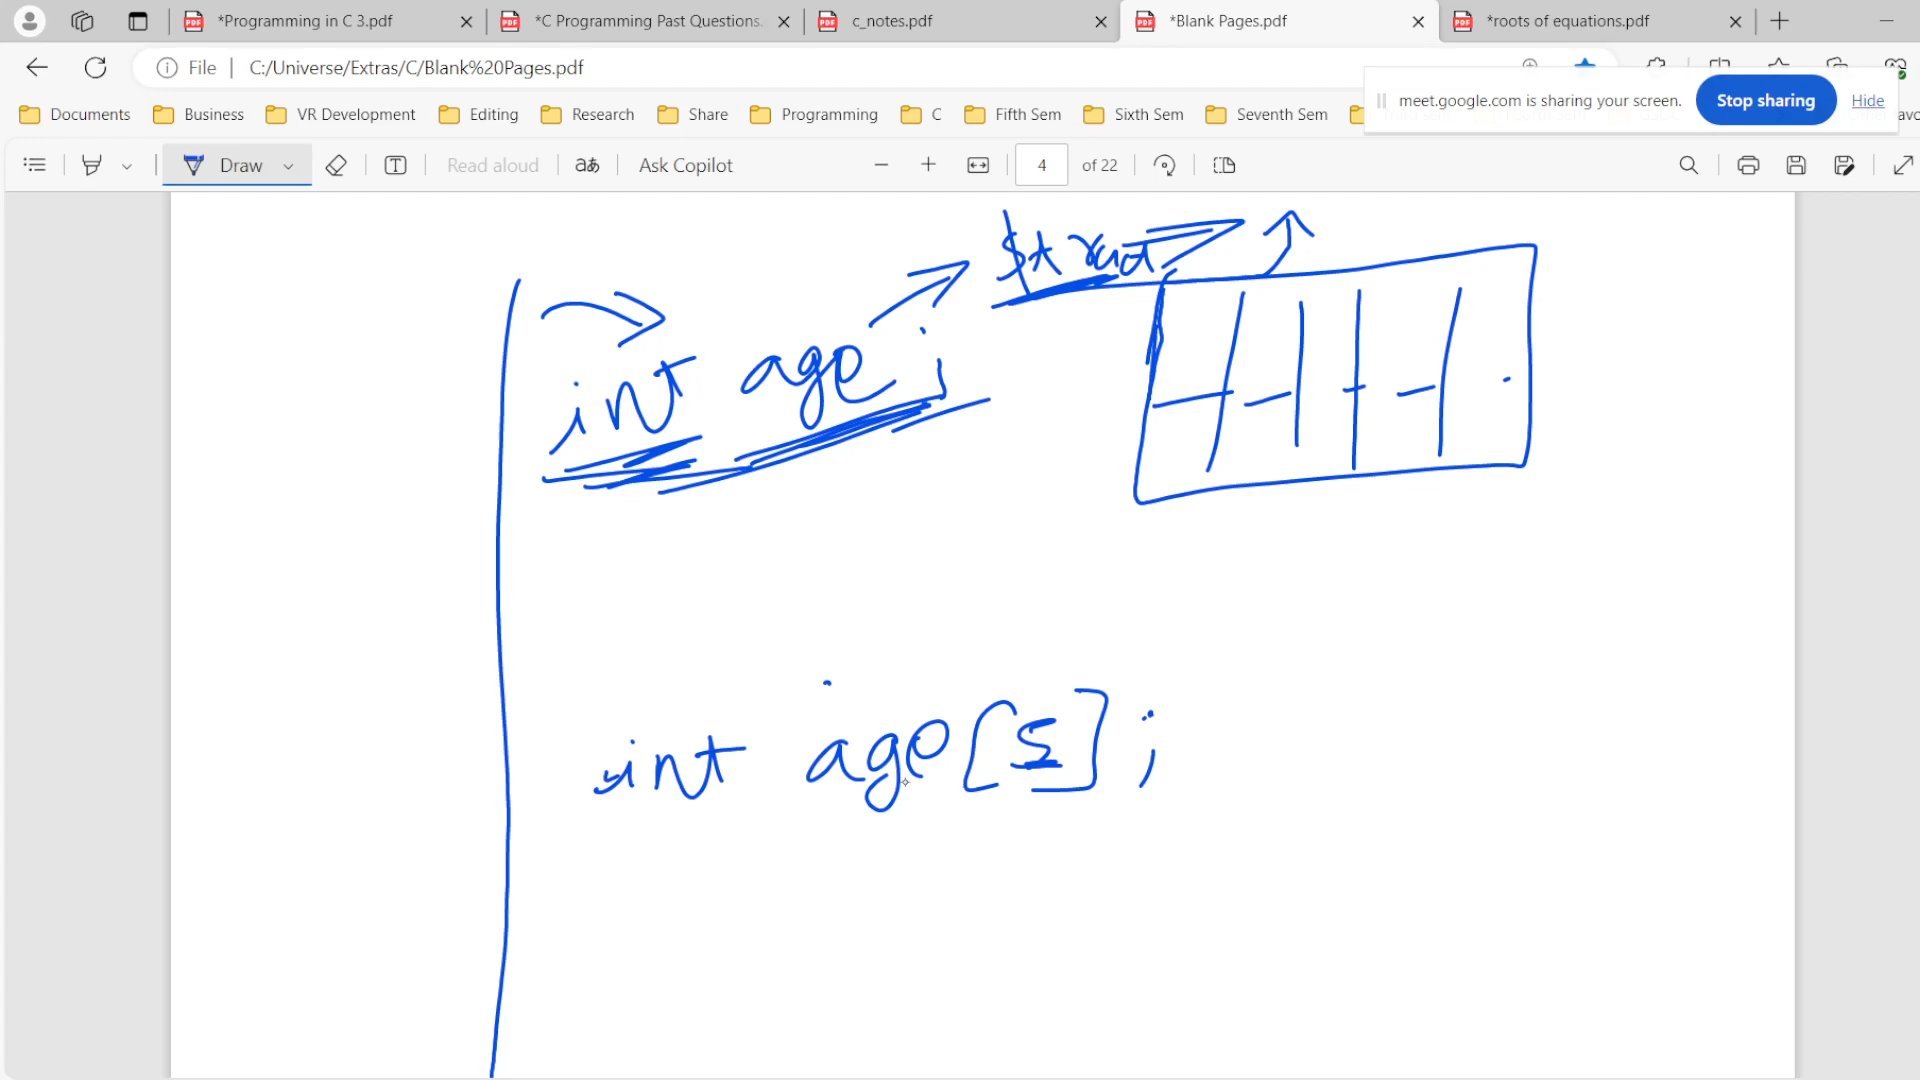 *Programming in C 3.pdf
*C Programming Past Questions.
c_notes.pdf
*Blank Pages.pdf
*roots of equations.pdf
File
C:/Universe/Extras/C/Blank%20Pages.pdf
meet.google.com is sharing your screen.
Stop sharing
Hide
Documents
Business
VR Development
Editing
Research
Share
Programming
C
Fifth Sem
Sixth Sem
Seventh Sem
Draw
Read aloud
aあ
Ask Copilot
4
of 22
int age;
int age[5];